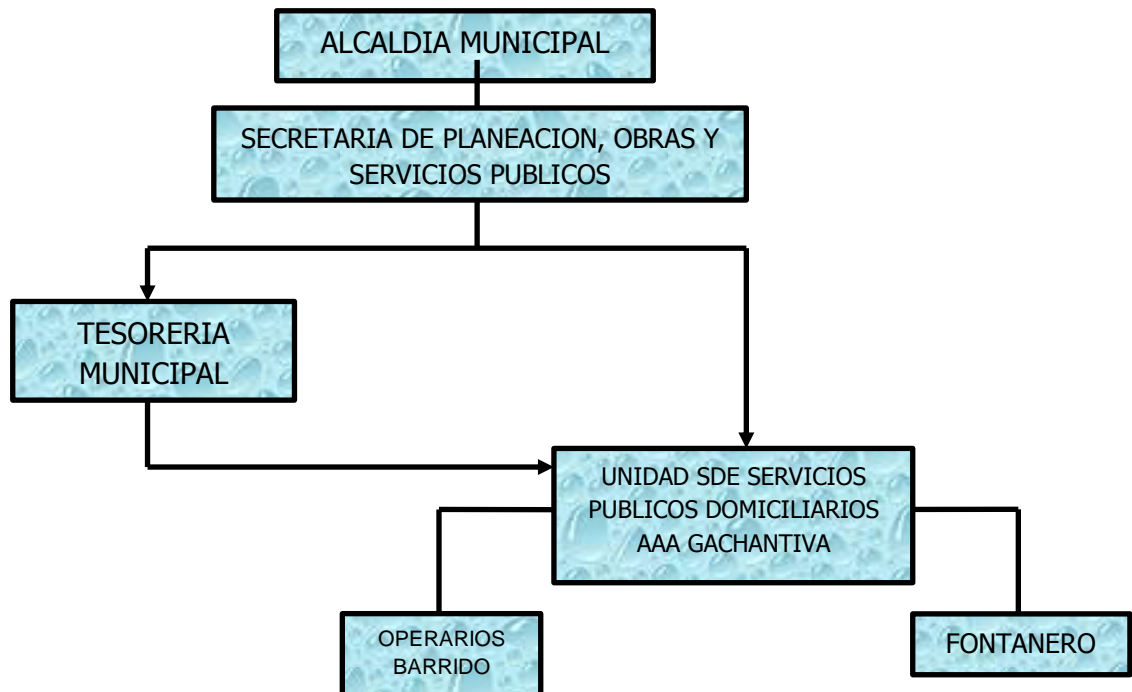 ALCALDIA MUNICIPAL
SECRETARIA DE PLANEACION, OBRAS Y
SERVICIOS PUBLICOS
TESORERIA
MUNICIPAL
UNIDAD SDE SERVICIOS
PUBLICOS DOMICILIARIOS
AAA GACHANTIVA
OPERARIOS
BARRIDO
FONTANERO